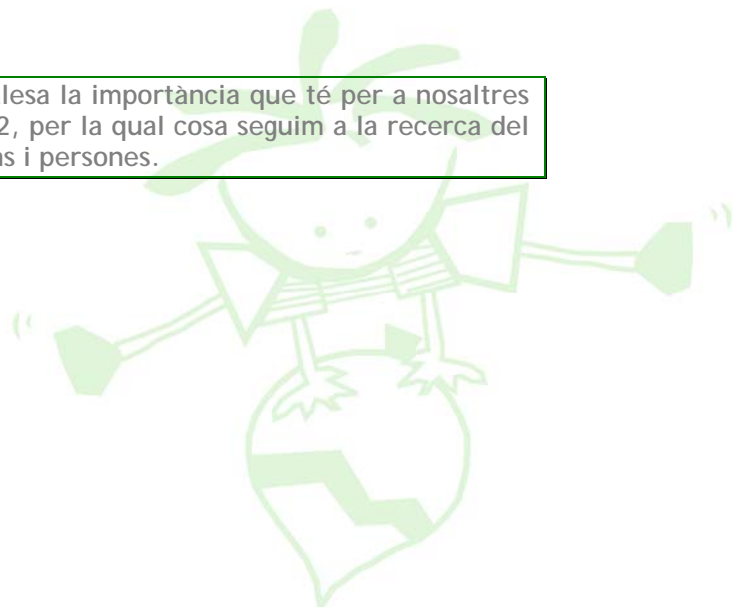 lesa la importància que té per a nosaltres
2, per la qual cosa seguim a la recerca del
s i persones.